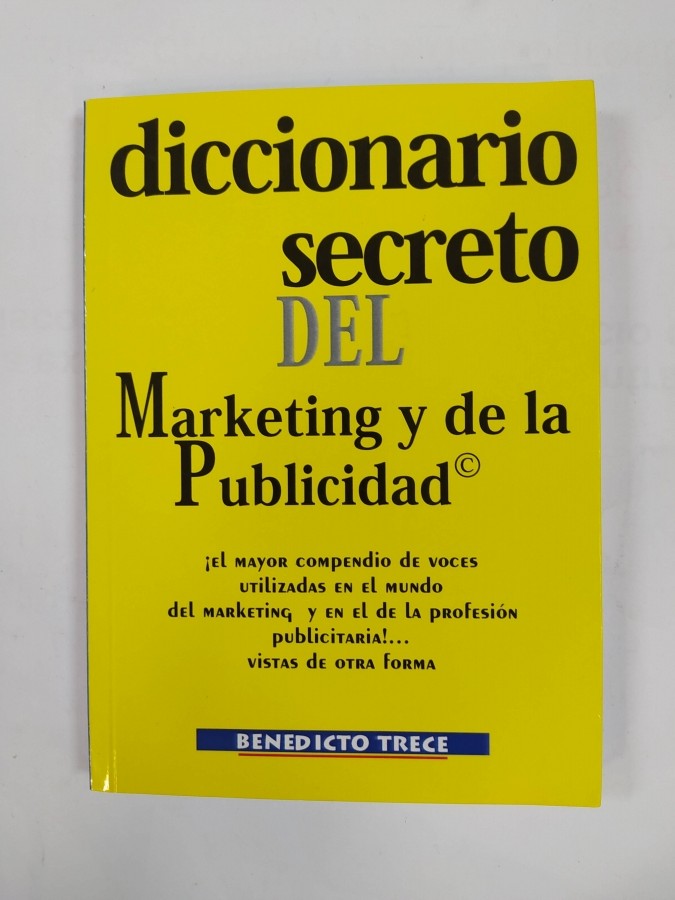 diccionario
secreto
DEL
Marketing y de la
Publicidad©
¡el mayor compendio de voces
utilizadas en el mundo
del marketing y en el de la profesión
publicitaria!...
vistas de otra forma
BENEDICTO TRECE